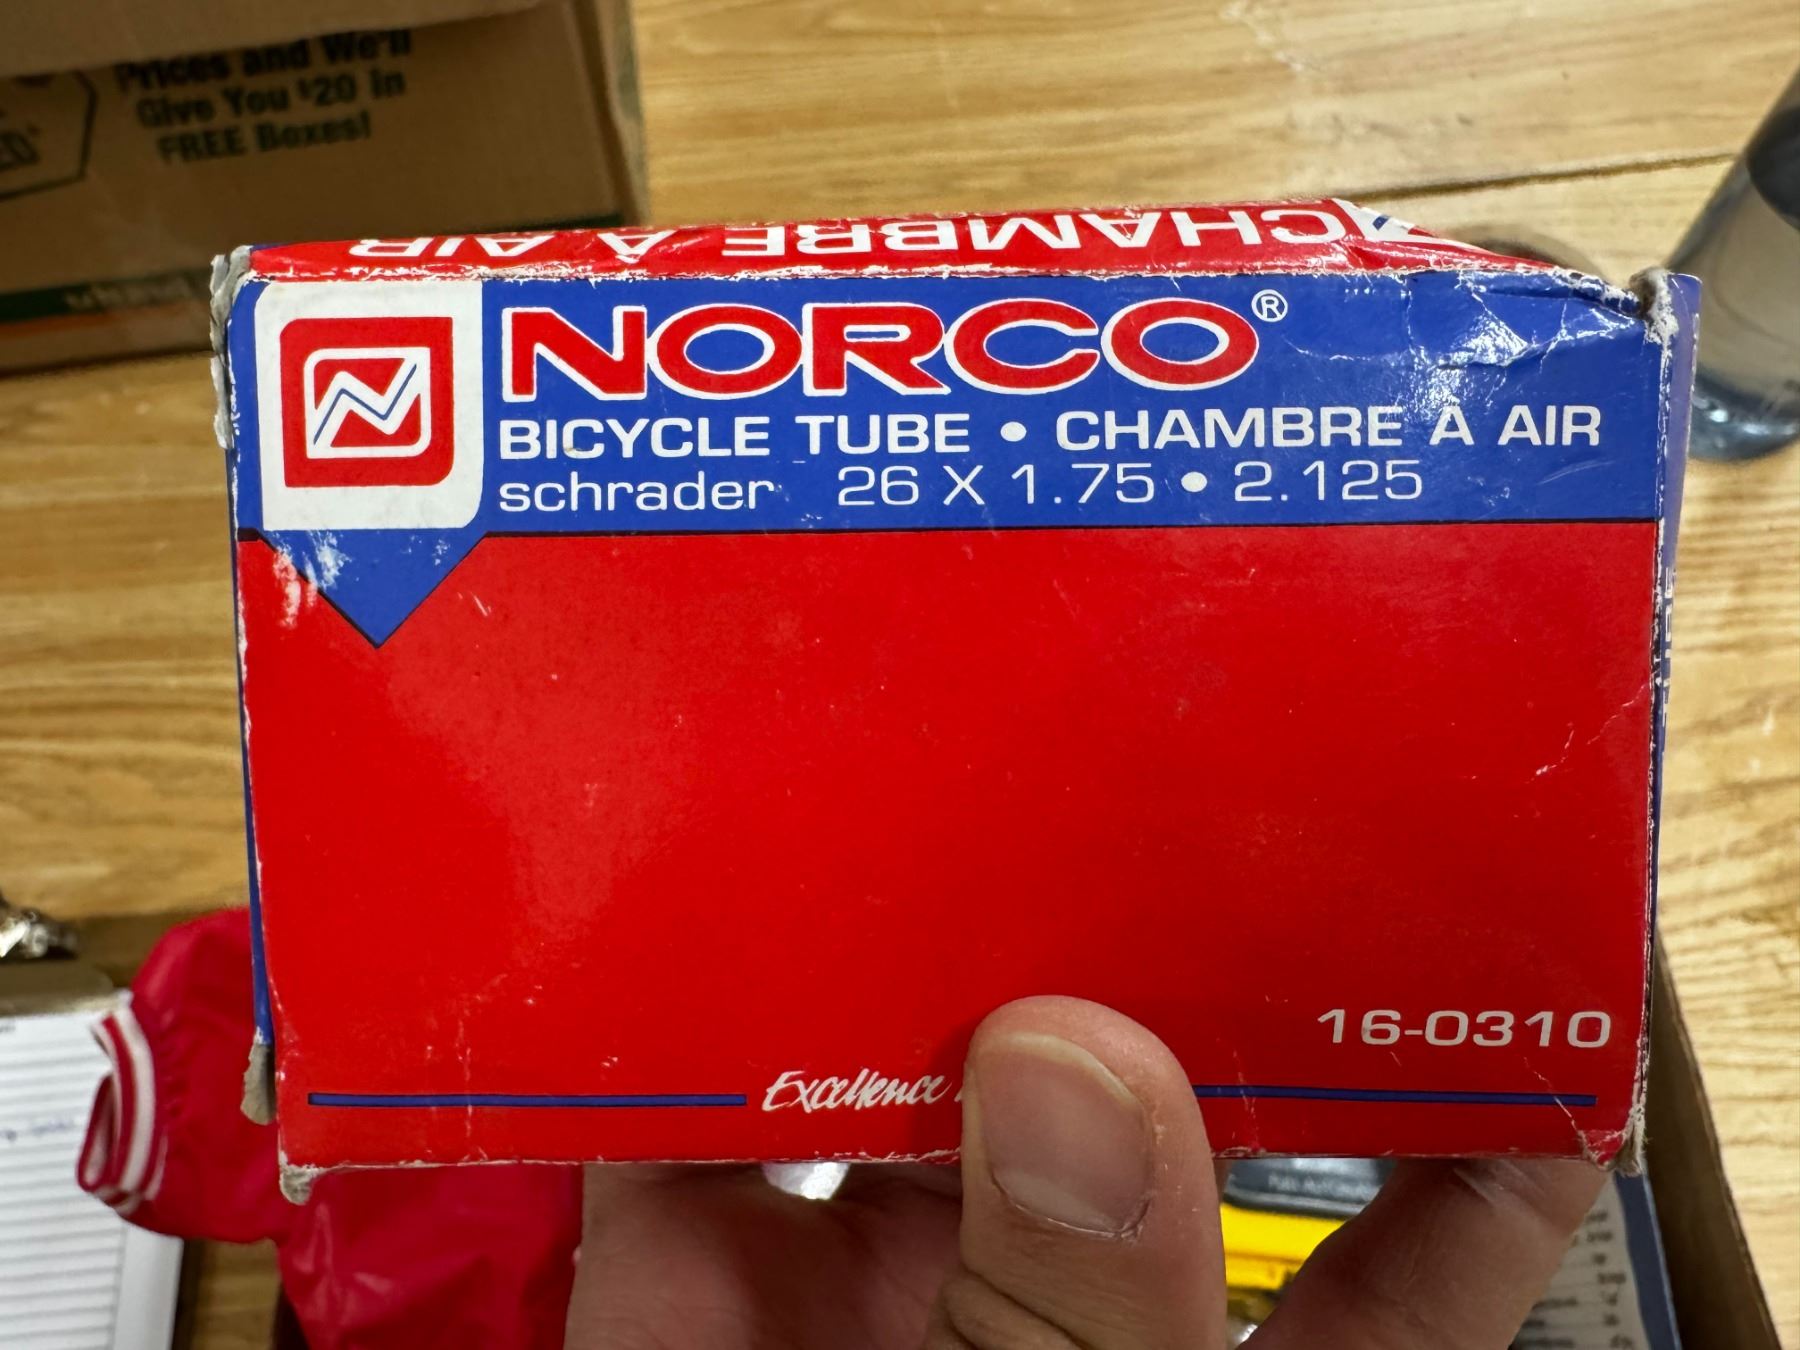 Prices and We'll
Give You $20 in
FREE Boxes!
CHAMBRE À AIR
NORCO®
BICYCLE TUBE • CHAMBRE À AIR
schrader 26 X 1.75 • 2.125
16-0310
Excellence